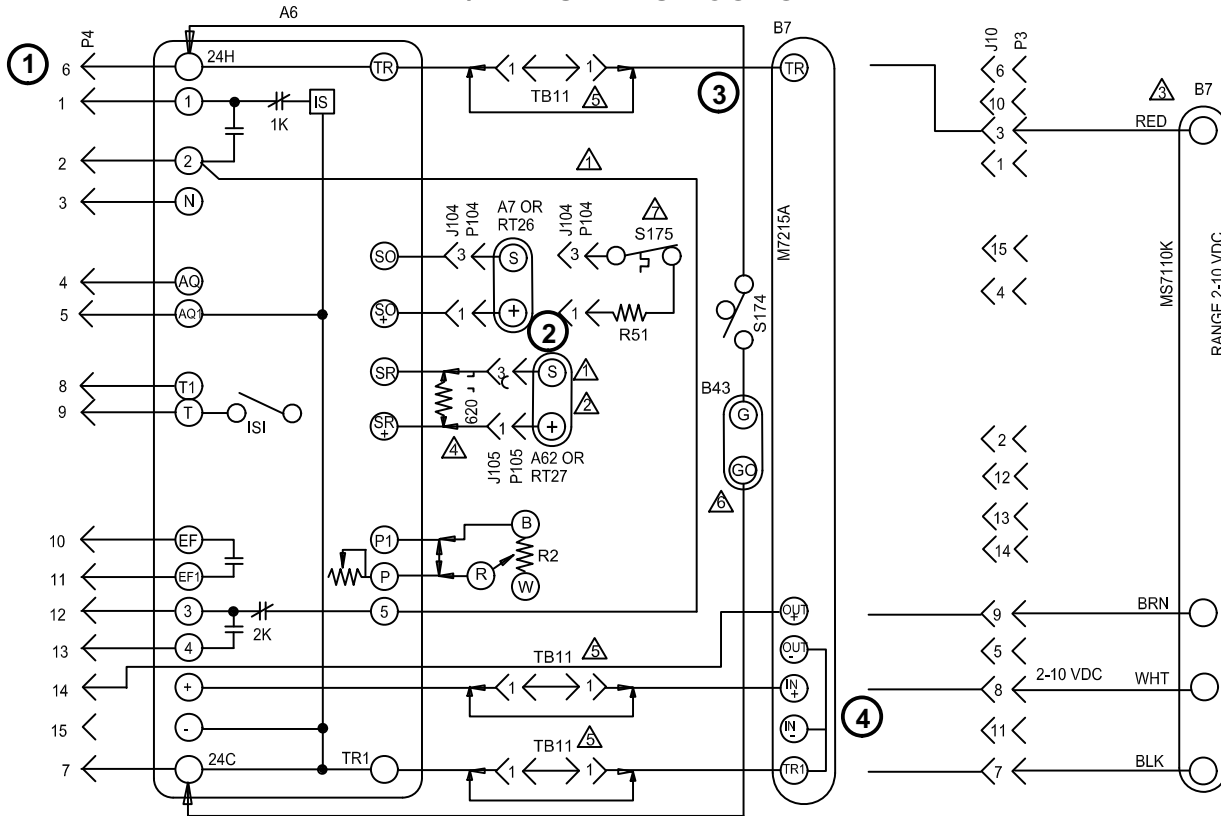 A6
P4
B7
J10
P3
1
6
24H
TR
1
1
TR
6
3
B7
TB11
5
3
10
1
1
IS
1K
3
RED
2
2
1
1
3
N
J104
P104
A7 OR
RT26
J104
P104
7
S175
M7215A
MS7110K
RANGE 2-10 VDC
SO
3
S
3
15
4
AQ
4
5
AQ1
SO
+
1
+
1
R51
S174
2
SR
3
S
1
8
T1
620
B43
9
T
ISI
2
G
SR
+
1
+
2
4
J105
P105
A62 OR
RT27
12
GO
6
13
10
EF
P1
B
R2
14
11
EF1
P
R
W
12
3
5
OUT
+
9
BRN
2K
13
4
OUT
-
5
TB11
5
14
+
1
1
IN
+
8
2-10 VDC
WHT
4
15
-
IN
-
11
TB11
5
7
24C
TR1
1
1
TR1
7
BLK